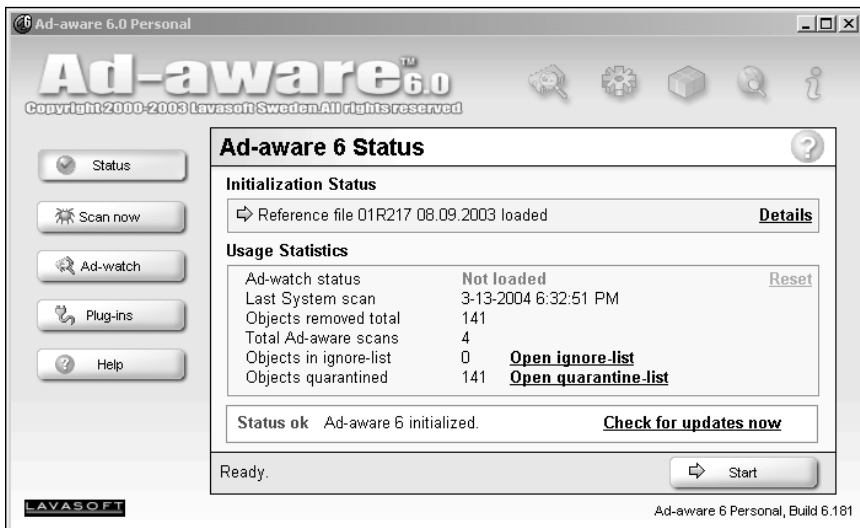 Ad-aware 6.0 Personal
Ad-aware™ 6.0
Copyright 2000-2003 Lavasoft Sweden. All rights reserved
Status
Scan now
Ad-watch
Plug-ins
Help
Ad-aware 6 Status
Initialization Status
Reference file 01R217 08.09.2003 loaded Details
Usage Statistics
Ad-watch status Not loaded Reset
Last System scan 3-13-2004 6:32:51 PM
Objects removed total 141
Total Ad-aware scans 4
Objects in ignore-list 0 Open ignore-list
Objects quarantined 141 Open quarantine-list
Status ok Ad-aware 6 initialized. Check for updates now
Ready. Start
LAVASOFT
Ad-aware 6 Personal, Build 6.181